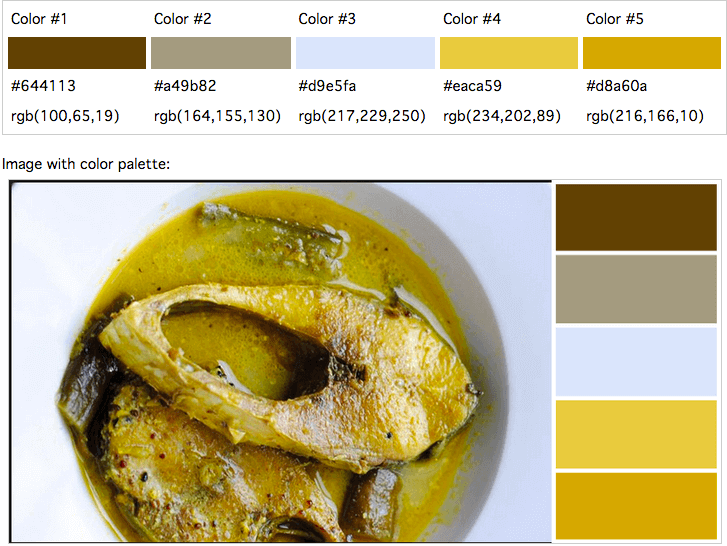 Color #1 Color #2 Color #3 Color #4 Color #5
#644113 #a49b82 #d9e5fa #eaca59 #d8a60a
rgb(100,65,19) rgb(164,155,130) rgb(217,229,250) rgb(234,202,89) rgb(216,166,10)
Image with color palette: